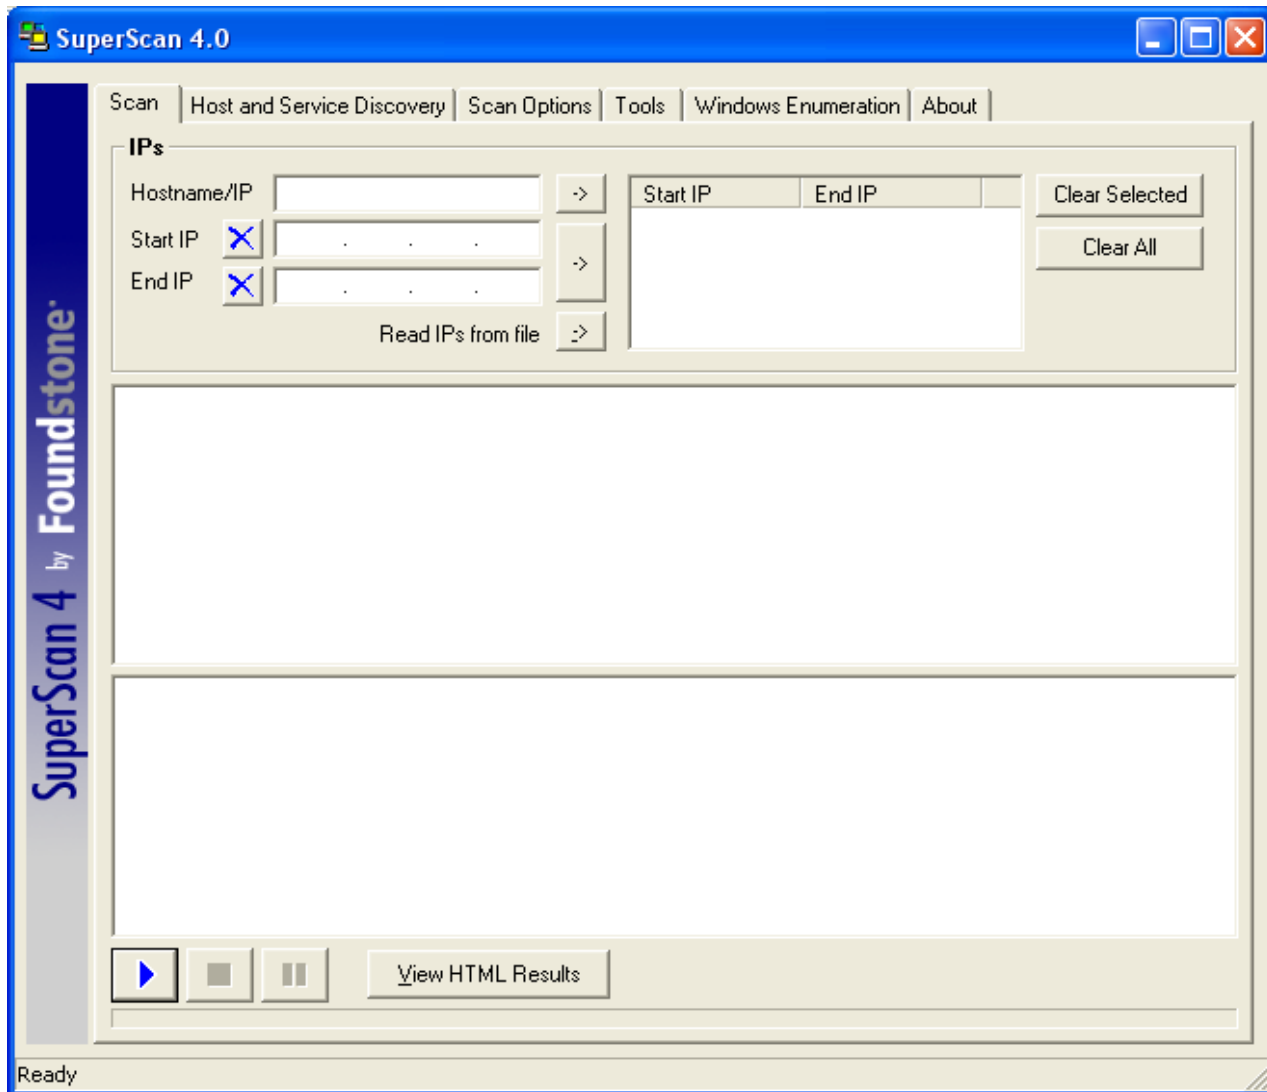 SuperScan 4.0
Scan Host and Service Discovery Scan Options Tools Windows Enumeration About
IPs
Hostname/IP -> Start IP End IP Clear Selected
Start IP . . . -> Clear All
End IP . . .
Read IPs from file ->
SuperScan 4 by Foundstone
View HTML Results
Ready